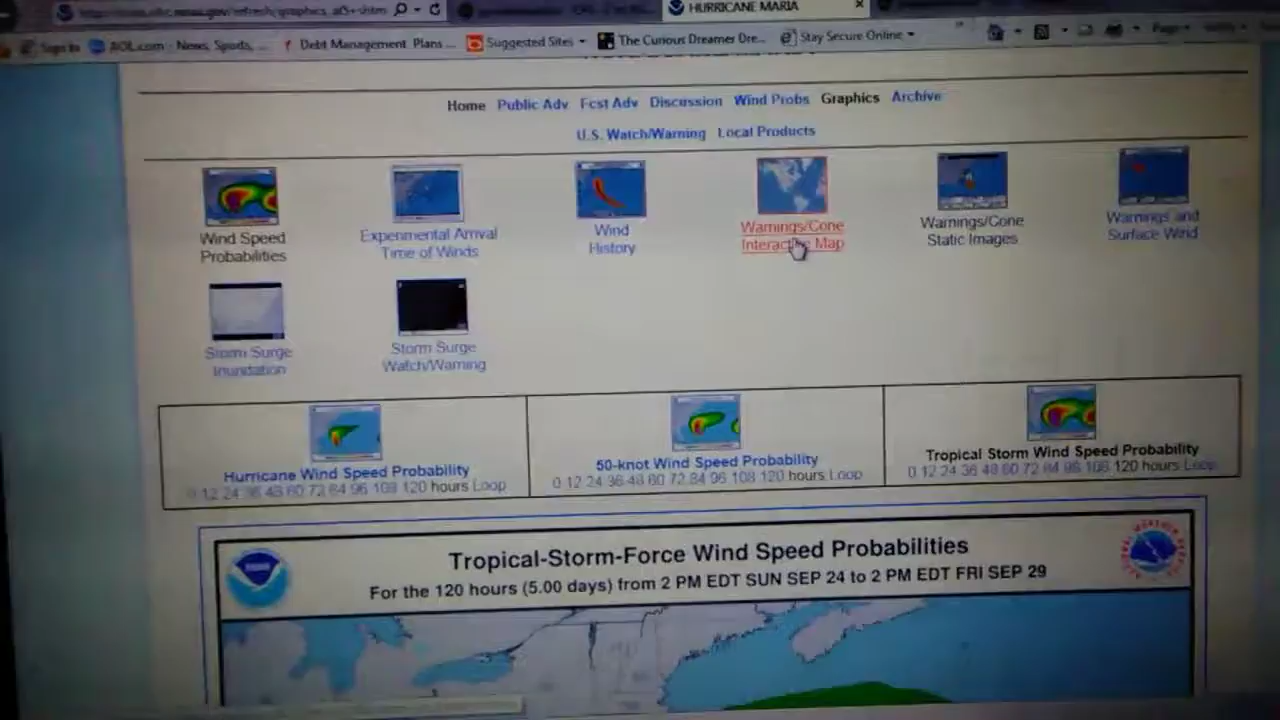 HURRICANE MARIA
Sign In AOL.com - News, Sports, ... Debt Management Plans ... Suggested Sites The Curious Dreamer Dre... Stay Secure Online Page
Home Public Adv Fcst Adv Discussion Wind Probs Graphics Archive
U.S. Watch/Warning Local Products
Wind Speed
Probabilities
Experimental Arrival
Time of Winds
Wind
History
Warnings/Cone
Interactive Map
Warnings/Cone
Static Images
Warnings and
Surface Wind
Storm Surge
Inundation
Storm Surge
Watch/Warning
Hurricane Wind Speed Probability
0 12 24 36 48 60 72 84 96 108 120 hours Loop
50-knot Wind Speed Probability
0 12 24 36 48 60 72 84 96 108 120 hours Loop
Tropical Storm Wind Speed Probability
0 12 24 36 48 60 72 84 96 108 120 hours Loop
Tropical-Storm-Force Wind Speed Probabilities
For the 120 hours (5.00 days) from 2 PM EDT SUN SEP 24 to 2 PM EDT FRI SEP 29